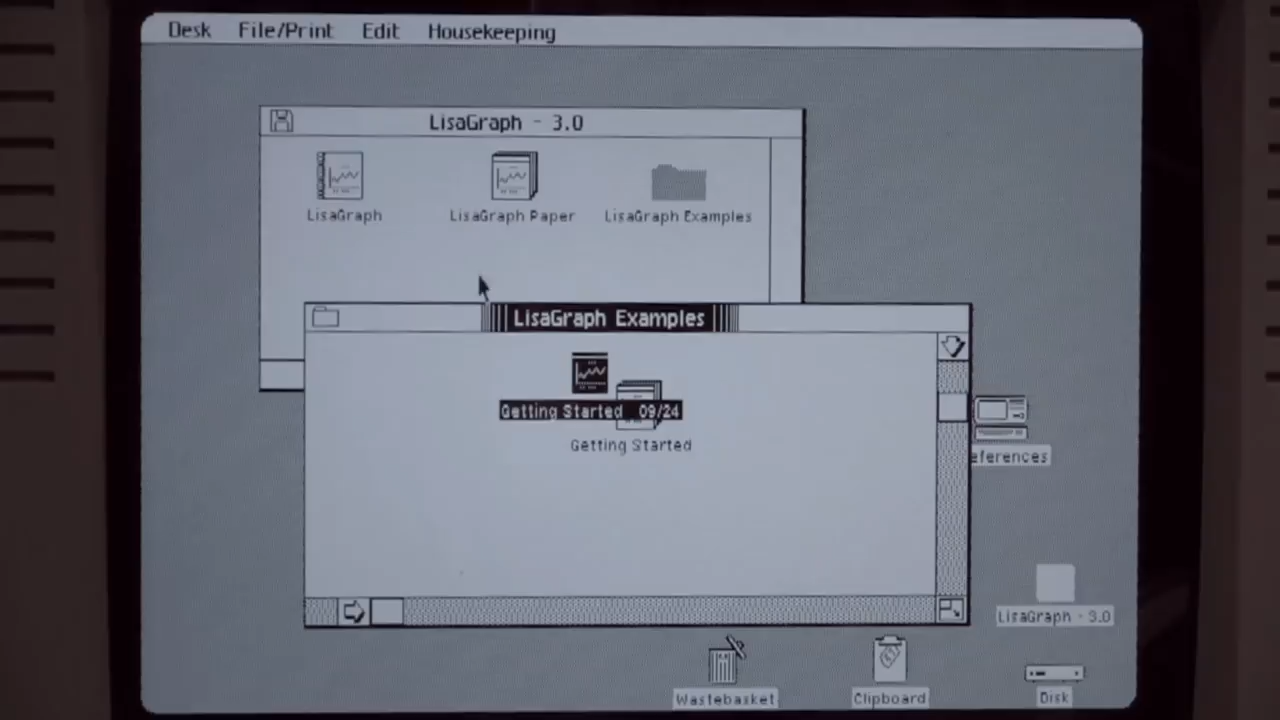 Desk File/Print Edit Housekeeping
LisaGraph - 3.0
LisaGraph LisaGraph Paper LisaGraph Examples
LisaGraph Examples
Getting Started 09/24
Getting Started
eferences
LisaGraph - 3.0
Wastebasket Clipboard Disk